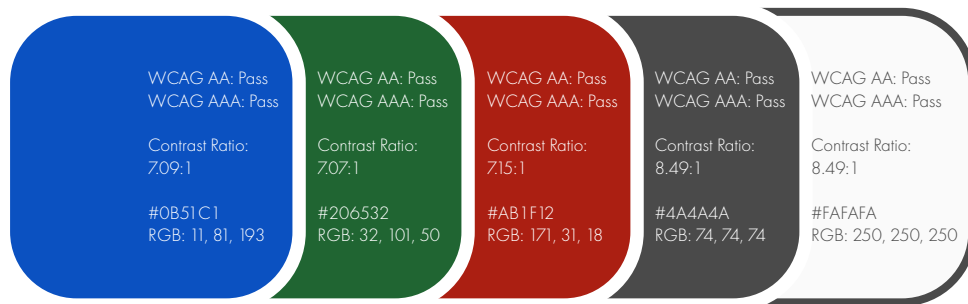 WCAG AA: Pass
WCAG AAA: Pass
Contrast Ratio:
7.09:1
#0B51C1
RGB: 11, 81, 193
WCAG AA: Pass
WCAG AAA: Pass
Contrast Ratio:
7.07:1
#206532
RGB: 32, 101, 50
WCAG AA: Pass
WCAG AAA: Pass
Contrast Ratio:
7.15:1
#AB1F12
RGB: 171, 31, 18
WCAG AA: Pass
WCAG AAA: Pass
Contrast Ratio:
8.49:1
#4A4A4A
RGB: 74, 74, 74
WCAG AA: Pass
WCAG AAA: Pass
Contrast Ratio:
8.49:1
#FAFAFA
RGB: 250, 250, 250